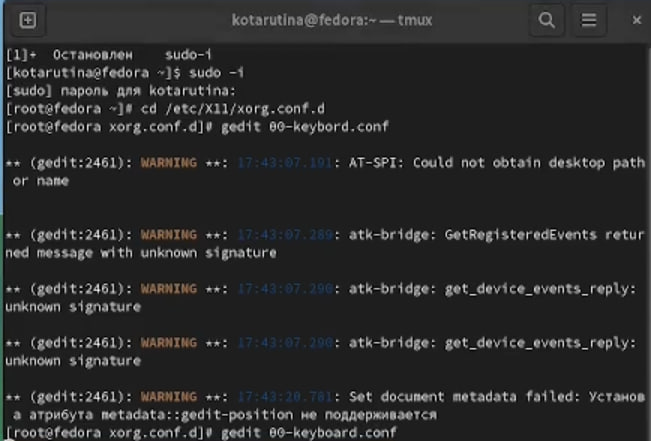 kotarutina@fedora:~ — tmux
[1]+ Остановлен sudo-i
[kotarutina@fedora ~]$ sudo -i
[sudo] пароль для kotarutina:
[root@fedora ~]# cd /etc/X11/xorg.conf.d
[root@fedora xorg.conf.d]# gedit 00-keybord.conf
** (gedit:2461): WARNING **: 17:43:07.191: AT-SPI: Could not obtain desktop path
or name
** (gedit:2461): WARNING **: 17:43:07.289: atk-bridge: GetRegisteredEvents retur
ned message with unknown signature
** (gedit:2461): WARNING **: 17:43:07.290: atk-bridge: get_device_events_reply:
unknown signature
** (gedit:2461): WARNING **: 17:43:07.290: atk-bridge: get_device_events_reply:
unknown signature
** (gedit:2461): WARNING **: 17:43:20.781: Set document metadata failed: Установ
а атрибута metadata::gedit-position не поддерживается
[root@fedora xorg.conf.d]# gedit 00-keyboard.conf